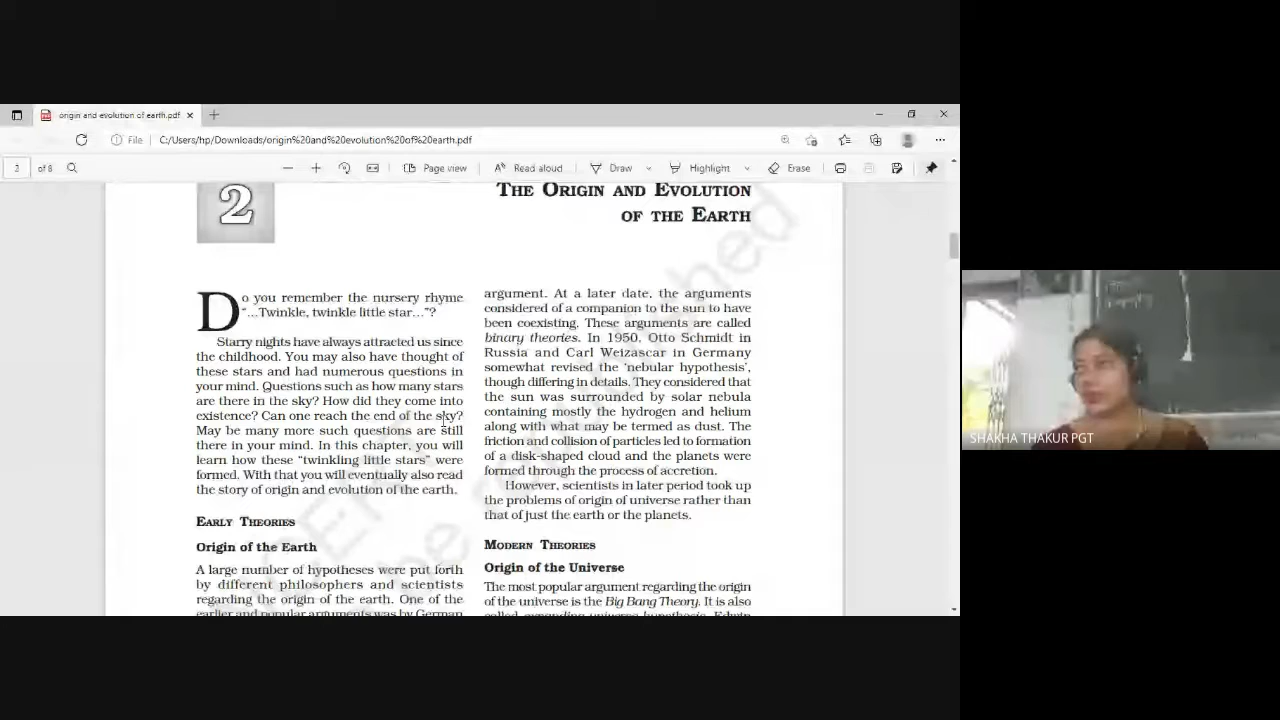 origin and evolution of earth.pdf
File
C:/Users/hp/Downloads/origin%20and%20evolution%20of%20earth.pdf
2 of 8
Page view
Read aloud
Draw
Highlight
Erase
2
THE ORIGIN AND EVOLUTION
OF THE EARTH
Do you remember the nursery rhyme
“...Twinkle, twinkle little star...”?
Starry nights have always attracted us since
the childhood. You may also have thought of
these stars and had numerous questions in
your mind. Questions such as how many stars
are there in the sky? How did they come into
existence? Can one reach the end of the sky?
May be many more such questions are still
there in your mind. In this chapter, you will
learn how these “twinkling little stars” were
formed. With that you will eventually also read
the story of origin and evolution of the earth.
EARLY THEORIES
Origin of the Earth
A large number of hypotheses were put forth
by different philosophers and scientists
regarding the origin of the earth. One of the
earlier and popular arguments was by German
argument. At a later date, the arguments
considered of a companion to the sun to have
been coexisting. These arguments are called
binary theories. In 1950, Otto Schmidt in
Russia and Carl Weizascar in Germany
somewhat revised the ‘nebular hypothesis’,
though differing in details. They considered that
the sun was surrounded by solar nebula
containing mostly the hydrogen and helium
along with what may be termed as dust. The
friction and collision of particles led to formation
of a disk-shaped cloud and the planets were
formed through the process of accretion.
However, scientists in later period took up
the problems of origin of universe rather than
that of just the earth or the planets.
MODERN THEORIES
Origin of the Universe
The most popular argument regarding the origin
of the universe is the Big Bang Theory. It is also
called expanding universe hypothesis. Edwin
SHAKHA THAKUR PGT